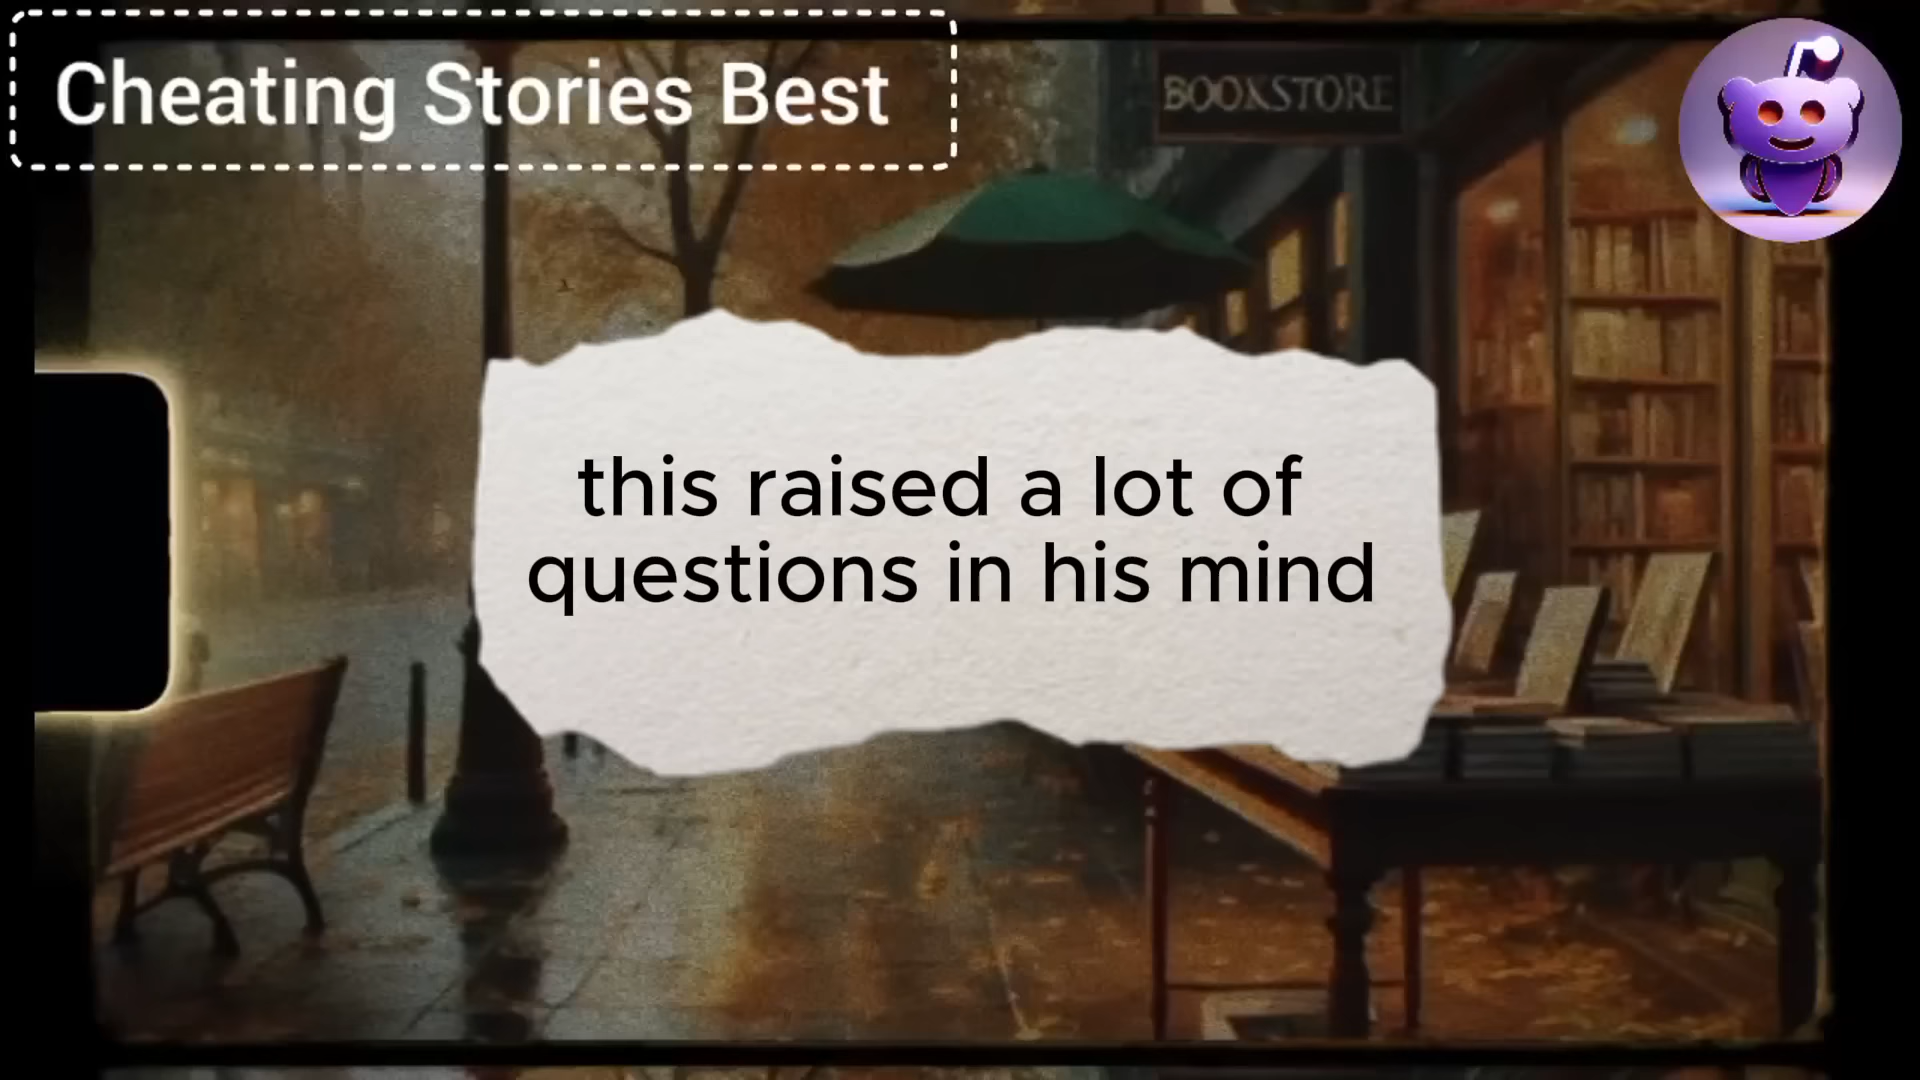 Cheating Stories Best
BOOKSTORE
this raised a lot of
questions in his mind